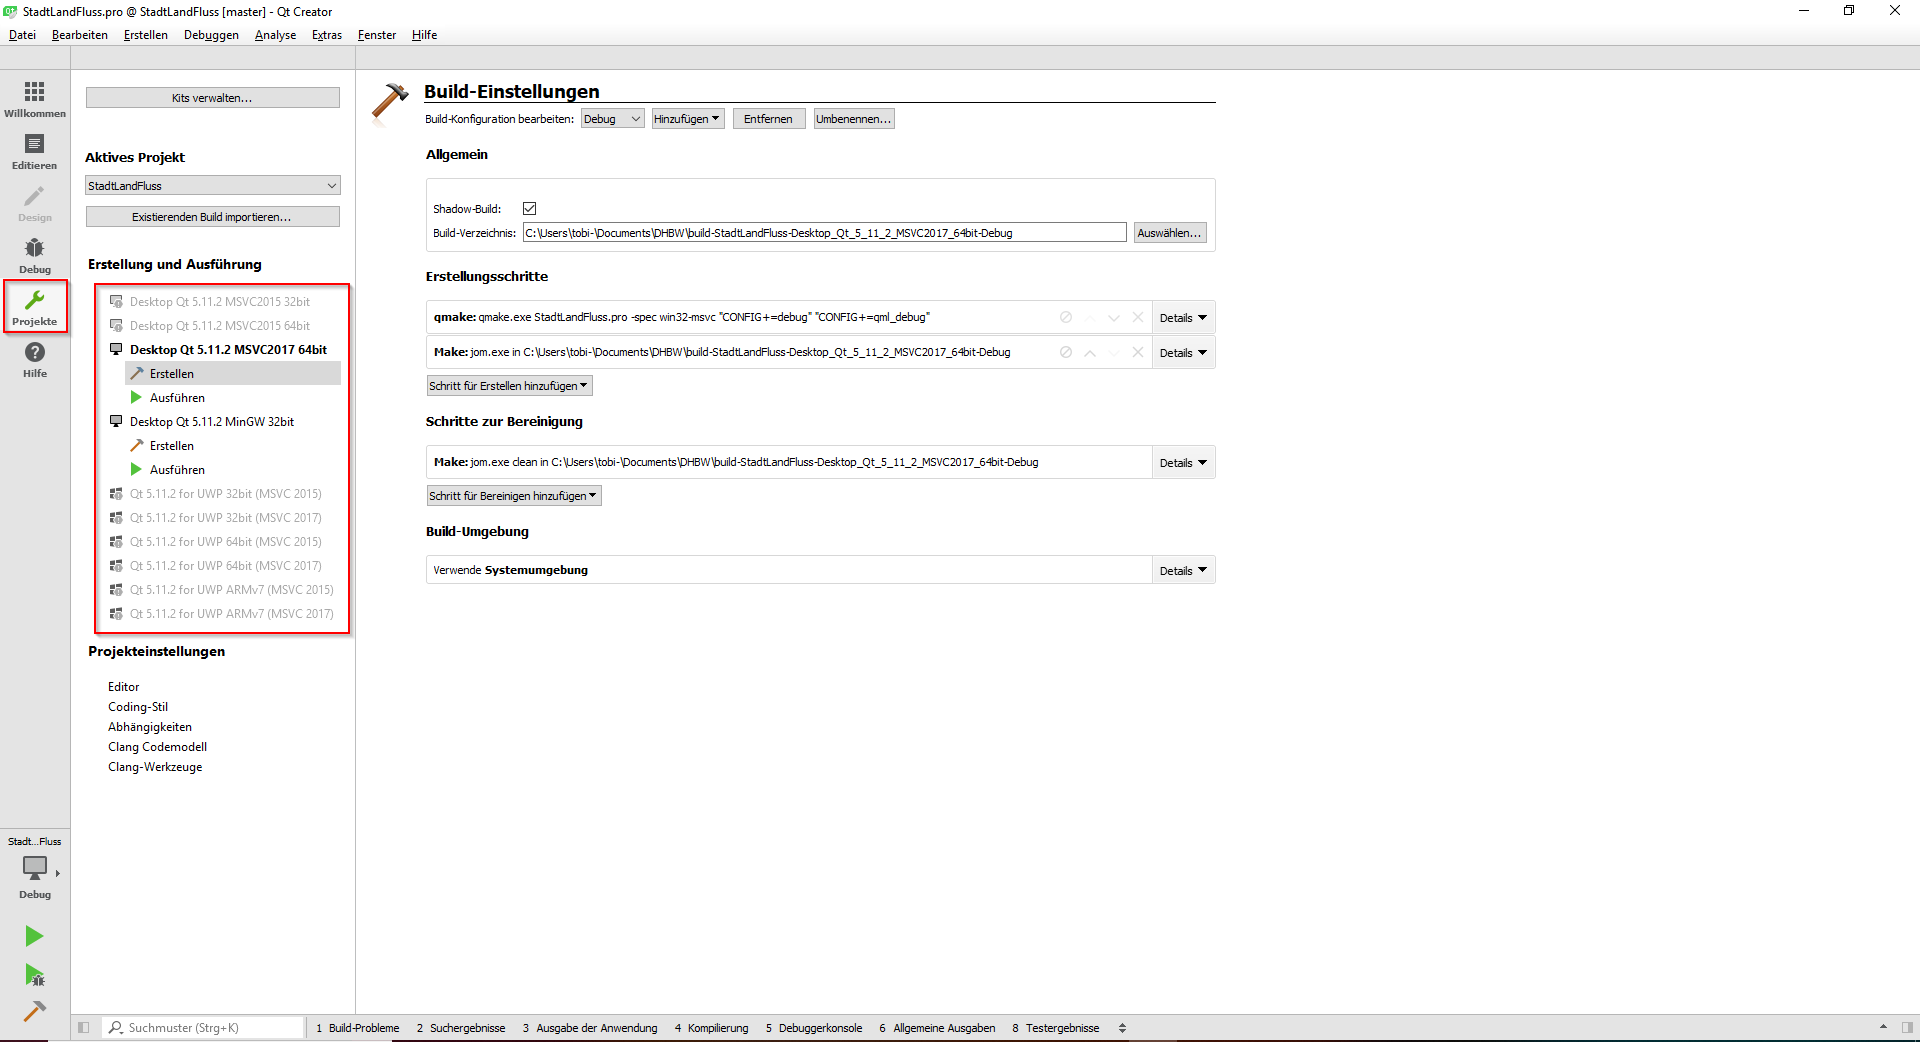 StadtLandFluss.pro @ StadtLandFluss [master] - Qt Creator
Datei Bearbeiten Erstellen Debuggen Analyse Extras Fenster Hilfe
Willkommen
Editieren
Design
Debug
Projekte
Hilfe
Stadt...Fluss
Debug
Kits verwalten...
Aktives Projekt
StadtLandFluss
Existierenden Build importieren...
Erstellung und Ausführung
Desktop Qt 5.11.2 MSVC2015 32bit
Desktop Qt 5.11.2 MSVC2015 64bit
Desktop Qt 5.11.2 MSVC2017 64bit
Erstellen
Ausführen
Desktop Qt 5.11.2 MinGW 32bit
Erstellen
Ausführen
Qt 5.11.2 for UWP 32bit (MSVC 2015)
Qt 5.11.2 for UWP 32bit (MSVC 2017)
Qt 5.11.2 for UWP 64bit (MSVC 2015)
Qt 5.11.2 for UWP 64bit (MSVC 2017)
Qt 5.11.2 for UWP ARMv7 (MSVC 2015)
Qt 5.11.2 for UWP ARMv7 (MSVC 2017)
Projekteinstellungen
Editor
Coding-Stil
Abhängigkeiten
Clang Codemodell
Clang-Werkzeuge
Build-Einstellungen
Build-Konfiguration bearbeiten: Debug Hinzufügen Entfernen Umbenennen...
Allgemein
Shadow-Build:
Build-Verzeichnis: C:\Users\tobi-\Documents\DHBW\build-StadtLandFluss-Desktop_Qt_5_11_2_MSVC2017_64bit-Debug Auswählen...
Erstellungsschritte
qmake: qmake.exe StadtLandFluss.pro -spec win32-msvc "CONFIG+=debug" "CONFIG+=qml_debug" Details
Make: jom.exe in C:\Users\tobi-\Documents\DHBW\build-StadtLandFluss-Desktop_Qt_5_11_2_MSVC2017_64bit-Debug Details
Schritt für Erstellen hinzufügen
Schritte zur Bereinigung
Make: jom.exe clean in C:\Users\tobi-\Documents\DHBW\build-StadtLandFluss-Desktop_Qt_5_11_2_MSVC2017_64bit-Debug Details
Schritt für Bereinigen hinzufügen
Build-Umgebung
Verwende Systemumgebung Details
Suchmuster (Strg+K) 1 Build-Probleme 2 Suchergebnisse 3 Ausgabe der Anwendung 4 Kompilierung 5 Debuggerkonsole 6 Allgemeine Ausgaben 8 Testergebnisse